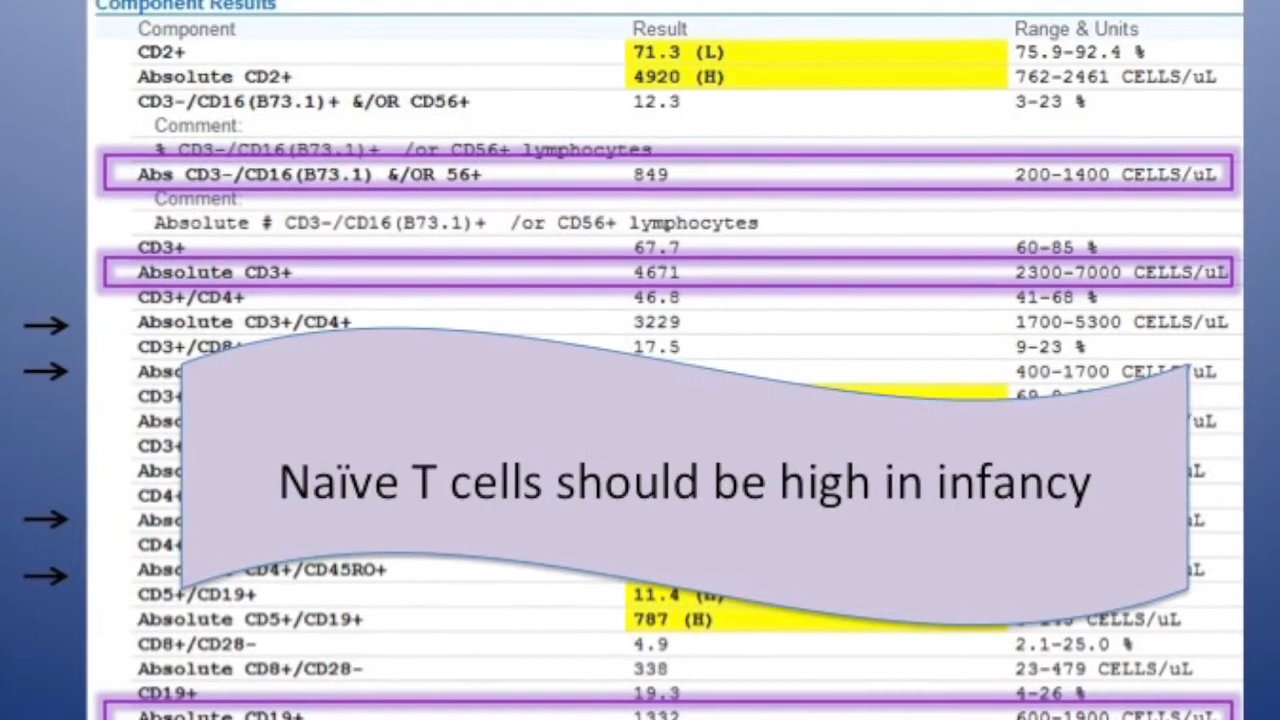 Component Results
Component Result Range & Units
CD2+ 71.3 (L) 75.9-92.4 %
Absolute CD2+ 4920 (H) 762-2461 CELLS/uL
CD3-/CD16(B73.1)+ &/OR CD56+ 12.3 3-23 %
Comment:
% CD3-/CD16(B73.1)+ /or CD56+ lymphocytes
Abs CD3-/CD16(B73.1) &/OR 56+ 849 200-1400 CELLS/uL
Comment:
Absolute # CD3-/CD16(B73.1)+ /or CD56+ lymphocytes
CD3+ 67.7 60-85 %
Absolute CD3+ 4671 2300-7000 CELLS/uL
CD3+/CD4+ 46.8 41-68 %
Absolute CD3+/CD4+ 3229 1700-5300 CELLS/uL
CD3+/CD8+ 17.5 9-23 %
400-1700 CELLS/uL
Naïve T cells should be high in infancy
CD4+/CD45RO+
CD5+/CD19+ 11.4 (H)
Absolute CD5+/CD19+ 787 (H) CELLS/uL
CD8+/CD28- 4.9 2.1-25.0 %
Absolute CD8+/CD28- 338 23-479 CELLS/uL
CD19+ 19.3 4-26 %
Absolute CD19+ 1332 600-1900 CELLS/uL